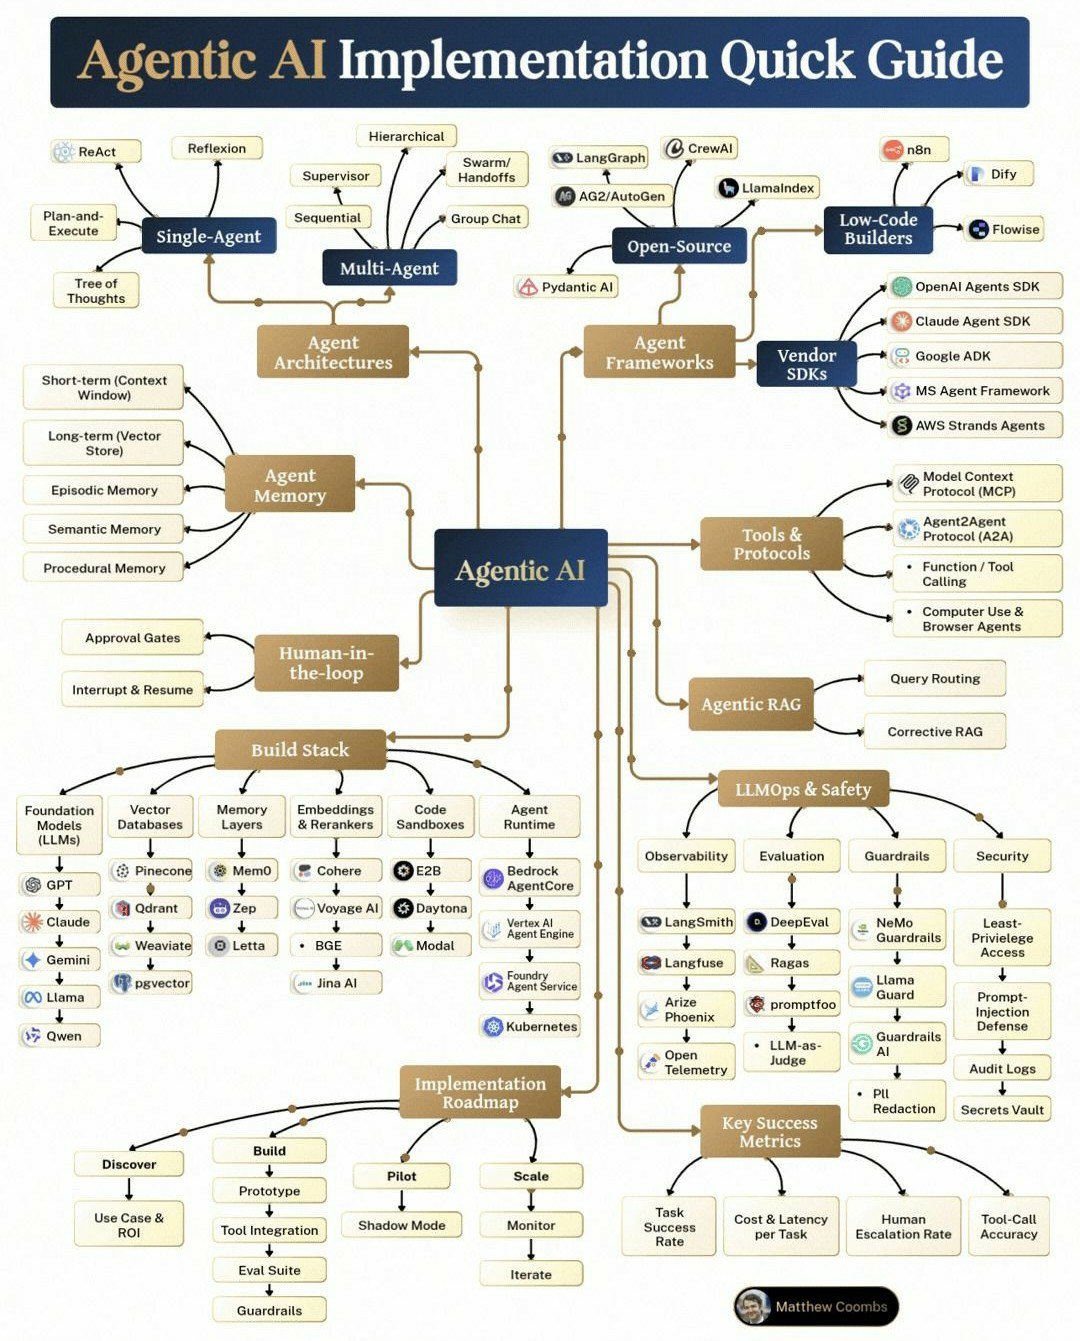 Agentic AI Implementation Quick Guide
ReAct
Reflexion
Plan-and-
Execute
Tree of
Thoughts
Single-Agent
Hierarchical
Supervisor
Swarm/
Handoffs
Sequential
Group Chat
Multi-Agent
Agent
Architectures
LangGraph
CrewAI
AG2/AutoGen
LlamaIndex
Open-Source
Pydantic AI
n8n
Dify
Flowise
Low-Code
Builders
Agent
Frameworks
Vendor
SDKs
OpenAI Agents SDK
Claude Agent SDK
Google ADK
MS Agent Framework
AWS Strands Agents
Short-term (Context
Window)
Long-term (Vector
Store)
Episodic Memory
Semantic Memory
Procedural Memory
Agent
Memory
Agentic AI
Tools &
Protocols
Model Context
Protocol (MCP)
Agent2Agent
Protocol (A2A)
• Function / Tool
Calling
• Computer Use &
Browser Agents
Approval Gates
Interrupt & Resume
Human-in-
the-loop
Agentic RAG
Query Routing
Corrective RAG
Build Stack
Foundation
Models
(LLMs)
GPT
Claude
Gemini
Llama
Qwen
Vector
Databases
Pinecone
Qdrant
Weaviate
pgvector
Memory
Layers
Mem0
Zep
Letta
Embeddings
& Rerankers
Cohere
Voyage AI
• BGE
Jina AI
Code
Sandboxes
E2B
Daytona
Modal
Agent
Runtime
Bedrock
AgentCore
Vertex AI
Agent Engine
Foundry
Agent Service
Kubernetes
LLMOps & Safety
Observability
LangSmith
Langfuse
Arize
Phoenix
Open
Telemetry
Evaluation
DeepEval
Ragas
promptfoo
• LLM-as-
Judge
Guardrails
NeMo
Guardrails
Llama
Guard
Guardrails
AI
• PII
Redaction
Security
Least-
Privielege
Access
Prompt-
Injection
Defense
Audit Logs
Secrets Vault
Implementation
Roadmap
Discover
Use Case &
ROI
Build
Prototype
Tool Integration
Eval Suite
Guardrails
Pilot
Shadow Mode
Scale
Monitor
Iterate
Key Success
Metrics
Task
Success
Rate
Cost & Latency
per Task
Human
Escalation Rate
Tool-Call
Accuracy
Matthew Coombs